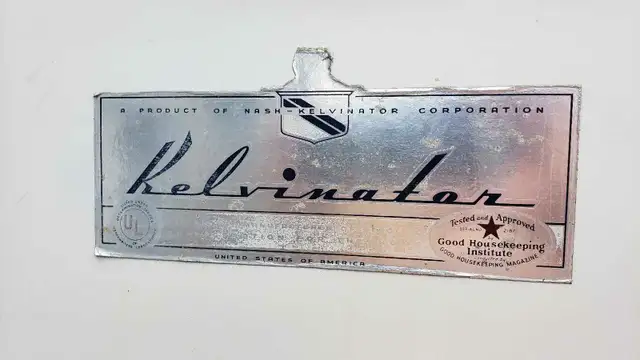 A PRODUCT OF NASH-KELVINATOR CORPORATION
Kelvinator
UL
UNITED STATES OF AMERICA
Tested and Approved
Good Housekeeping
Institute
GOOD HOUSEKEEPING MAGAZINE